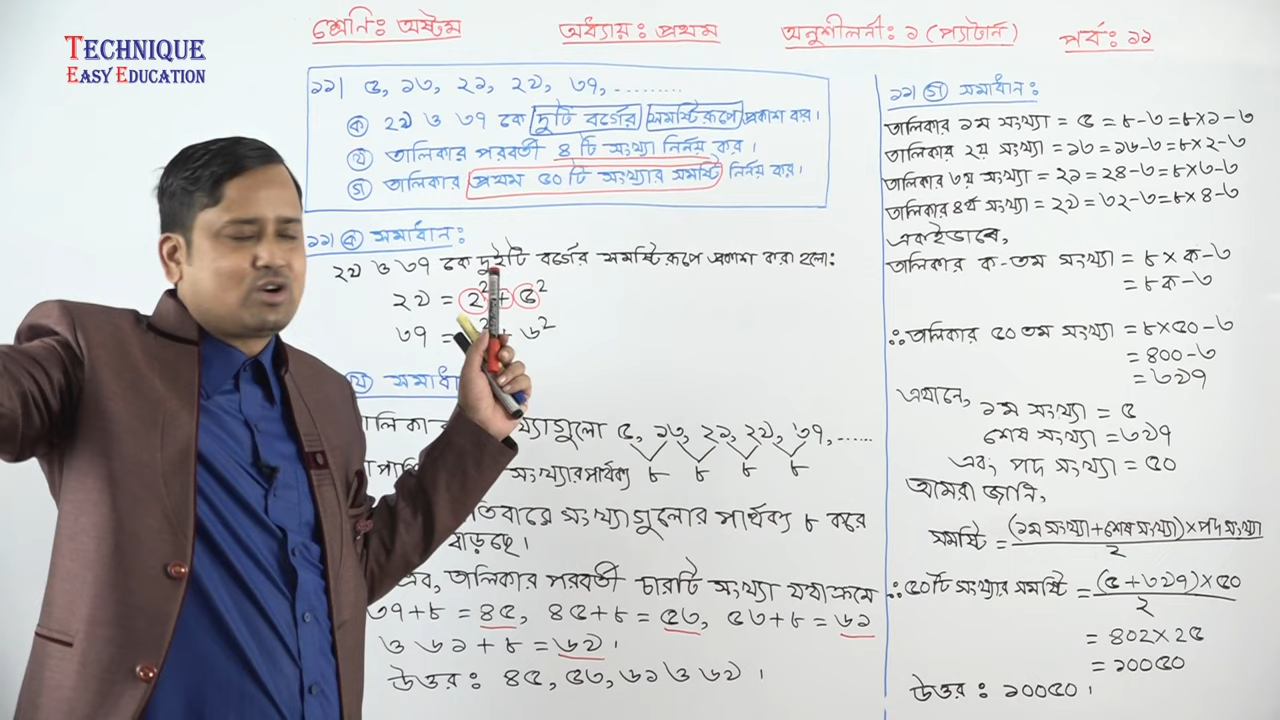 TECHNIQUE
EASY EDUCATION
শ্রেনিঃ অষ্টম
অধ্যায়ঃ প্রথম
অনুশীলনীঃ ১ (প্যাটার্ন)
পর্বঃ ১১
১১| ৫, ১৩, ২১, ২৯, ৩৭, .........
ক) ২৯ ও ৩৭ কে দুটি বর্গের সমষ্টিরূপে প্রকাশ কর।
খ) তালিকার পরবর্তী ৪ টি সংখ্যা নির্নয় কর।
গ) তালিকার প্রথম ৫০ টি সংখ্যার সমষ্টি নির্নয় কর।
১১| ক) সমাধান:
২৯ ও ৩৭ কে দুইটি বর্গের সমষ্টিরূপে প্রকাশ করা হলো:
২৯ = ২² + ৫²
৩৭ = ² + ৬²
খ) সমাধা
তালিকার খ্যাগুলো ৫, ১৩, ২১, ২৯, ৩৭, ......
সংখ্যার পার্থক্য ৮ ৮ ৮ ৮
তিবারে সংখ্যাগুলোর পার্থক্য ৮ করে
বাড়ছে।
এব, তালিকার পরবর্তী চারটি সংখ্যা যথাক্রমে
৩৭+৮ = ৪৫, ৪৫+৮ = ৫৩, ৫৩+৮ = ৬১
ও ৬১ + ৮ = ৬৯।
উত্তর: ৪৫, ৫৩, ৬১ ও ৬৯।
১১| গ) সমাধান:
তালিকার ১ম সংখ্যা = ৫ = ৮-৩ = ৮×১-৩
তালিকার ২য় সংখ্যা = ১৩ = ১৬-৩ = ৮×২-৩
তালিকার ৩য় সংখ্যা = ২১ = ২৪-৩ = ৮×৩-৩
তালিকার ৪র্থ সংখ্যা = ২৯ = ৩২-৩ = ৮×৪-৩
একইভাবে,
তালিকার ক-তম সংখ্যা = ৮ × ক-৩
= ৮ক-৩
∴ তালিকার ৫০ তম সংখ্যা = ৮×৫০-৩
= ৪০০-৩
= ৩৯৭
এখানে,
১ম সংখ্যা = ৫
শেষ সংখ্যা = ৩৯৭
এবং পদ সংখ্যা = ৫০
আমরা জানি,
সমষ্টি = (১ম সংখ্যা+শেষ সংখ্যা)×পদ সংখ্যা / ২
∴ ৫০টি সংখ্যার সমষ্টি = (৫+৩৯৭)×৫০ / ২
= ৪০২×২৫
= ১০০৫০
উত্তর: ১০০৫০।